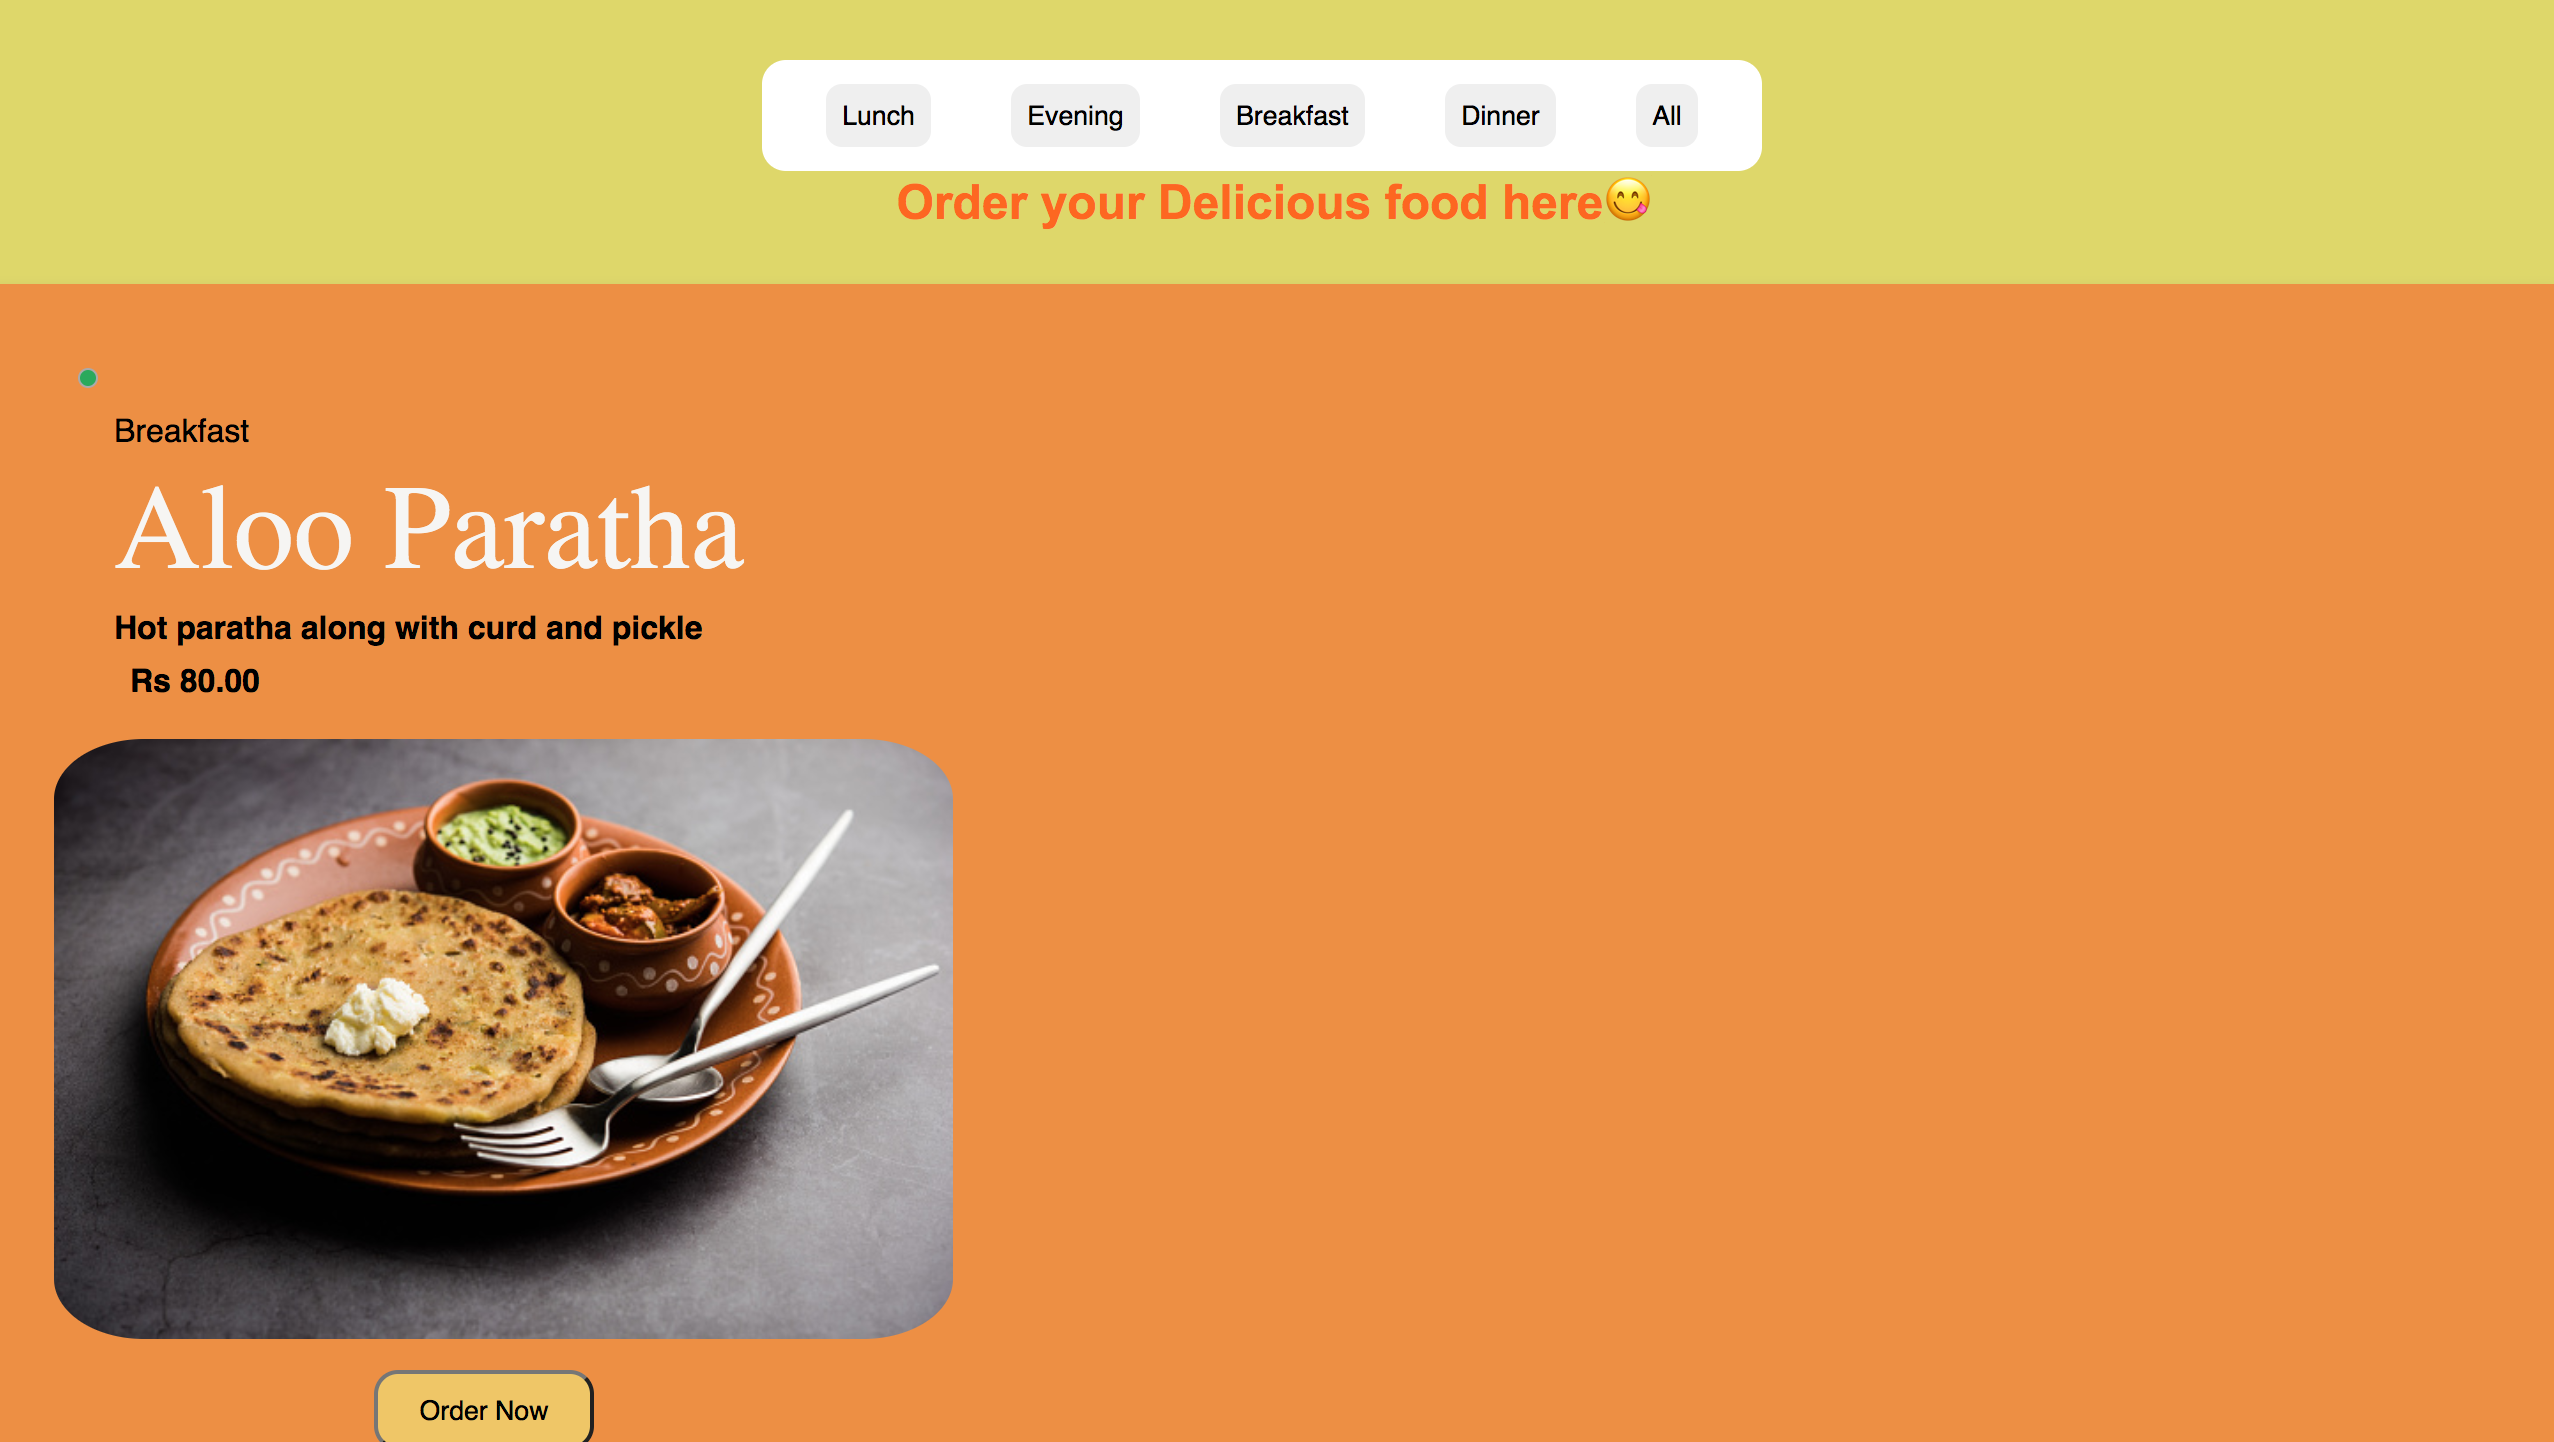 Lunch Evening Breakfast Dinner All
Order your Delicious food here😋
Breakfast
Aloo Paratha
Hot paratha along with curd and pickle
Rs 80.00
Order Now